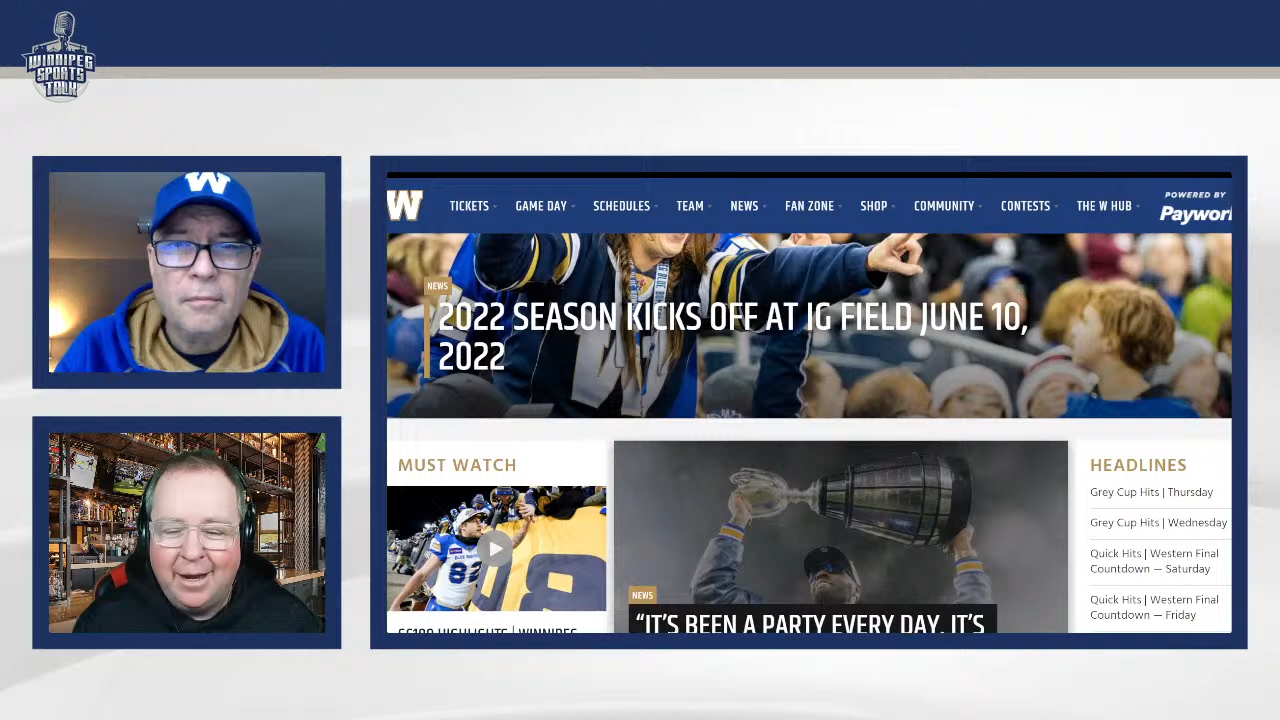 WINNIPEG
SPORTS
TALK
W
W
TICKETS
GAME DAY
SCHEDULES
TEAM
NEWS
FAN ZONE
SHOP
COMMUNITY
CONTESTS
THE W HUB
POWERED BY
Paywor
NEWS
2022 SEASON KICKS OFF AT IG FIELD JUNE 10,
2022
MUST WATCH
82
NEWS
“IT’S BEEN A PARTY EVERY DAY. IT’S
HEADLINES
Grey Cup Hits | Thursday
Grey Cup Hits | Wednesday
Quick Hits | Western Final
Countdown — Saturday
Quick Hits | Western Final
Countdown — Friday